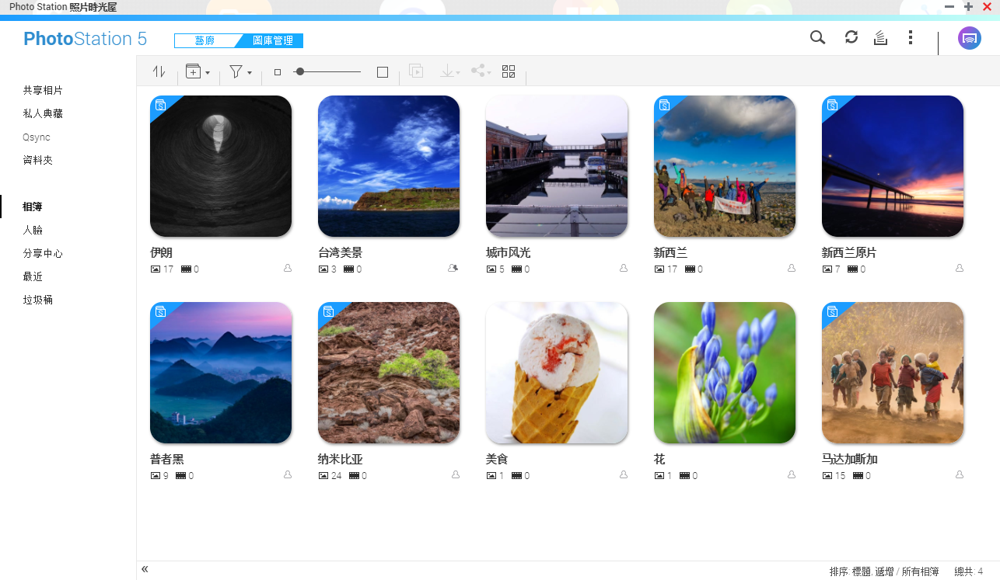 Photo Station 照片時光屋
PhotoStation 5
藝廊 圖庫管理
共享相片
私人典藏
Qsync
資料夾
相簿
人臉
分享中心
最近
垃圾桶
伊朗
17 0
台湾美景
3 0
城市风光
5 0
新西兰
17 0
新西兰原片
7 0
普者黑
9 0
纳米比亚
24 0
美食
1 0
花
1 0
马达加斯加
15 0
«
排序: 標題, 遞增 / 所有相簿 總共: 4